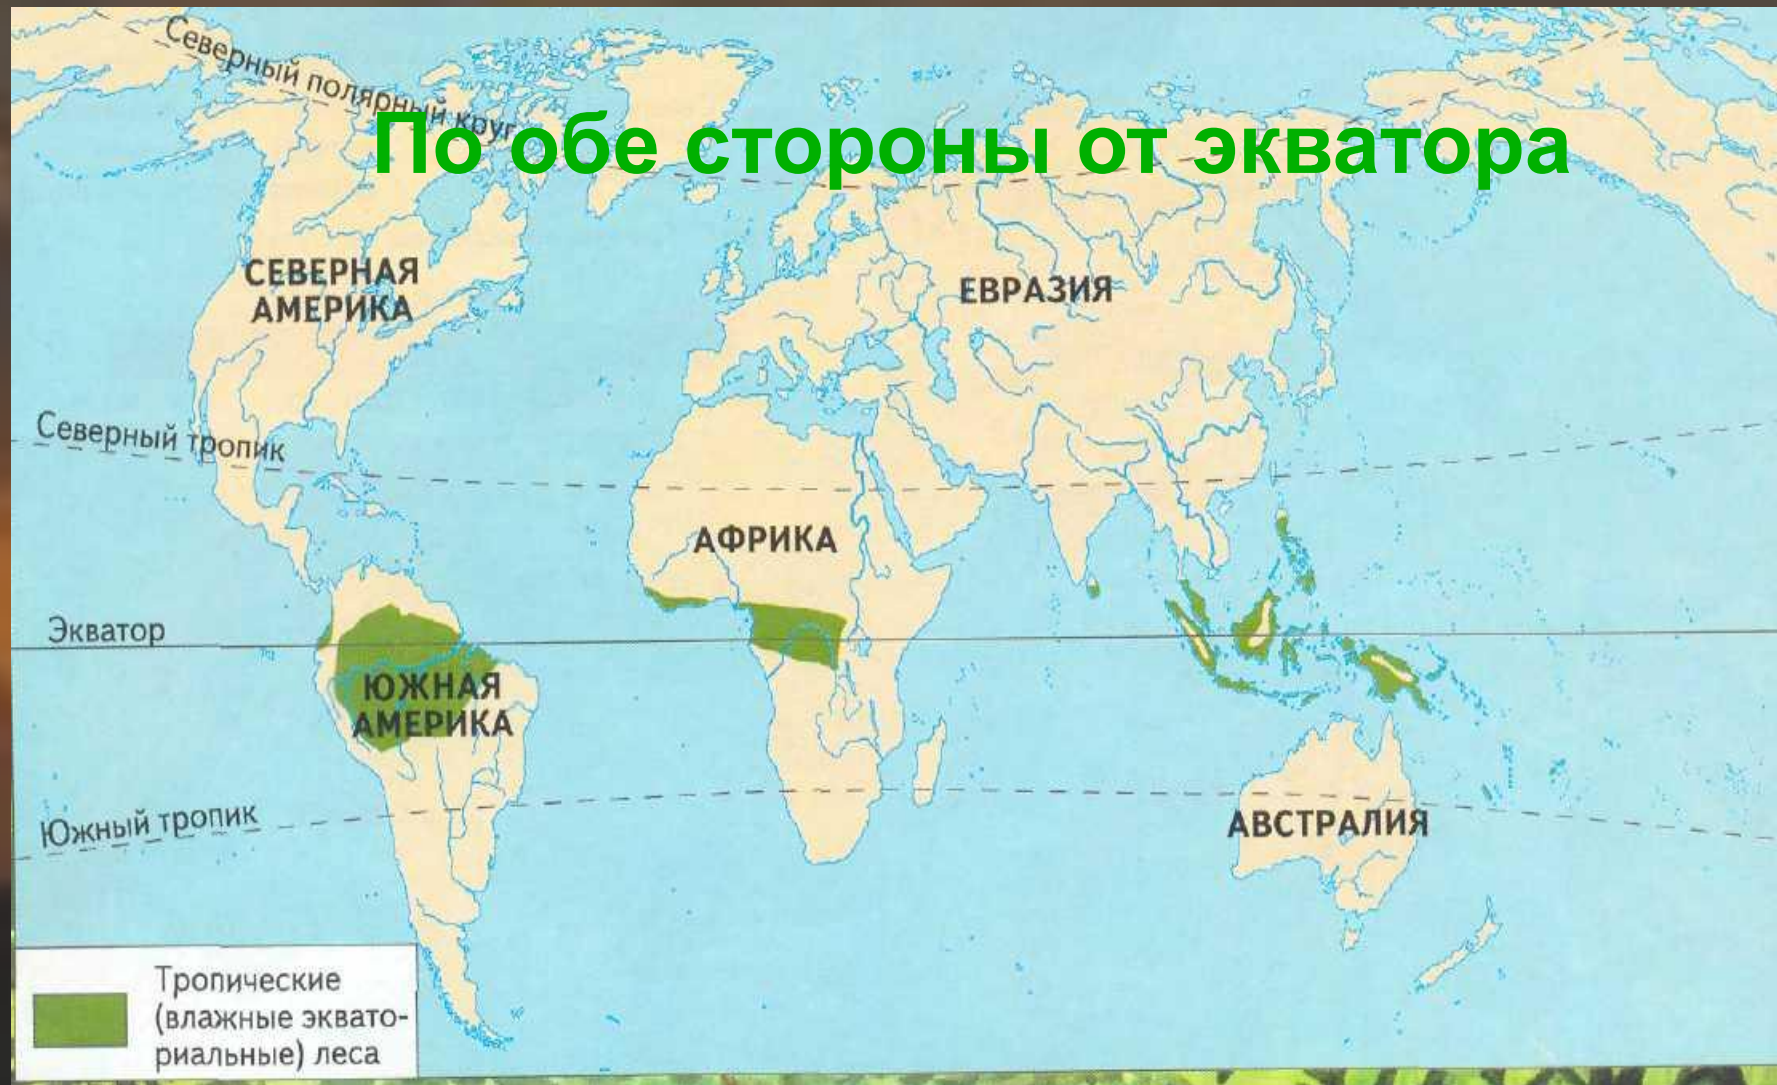 Северный полярный круг
По обе стороны от экватора
СЕВЕРНАЯ
АМЕРИКА
ЕВРАЗИЯ
Северный тропик
АФРИКА
Экватор
ЮЖНАЯ
АМЕРИКА
Южный тропик
АВСТРАЛИЯ
Тропические
(влажные эквато-
риальные) леса